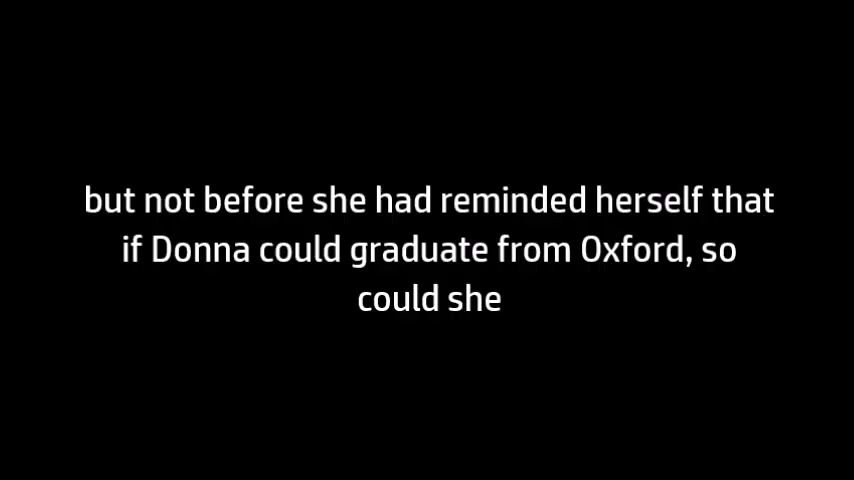 but not before she had reminded herself that
if Donna could graduate from Oxford, so
could she